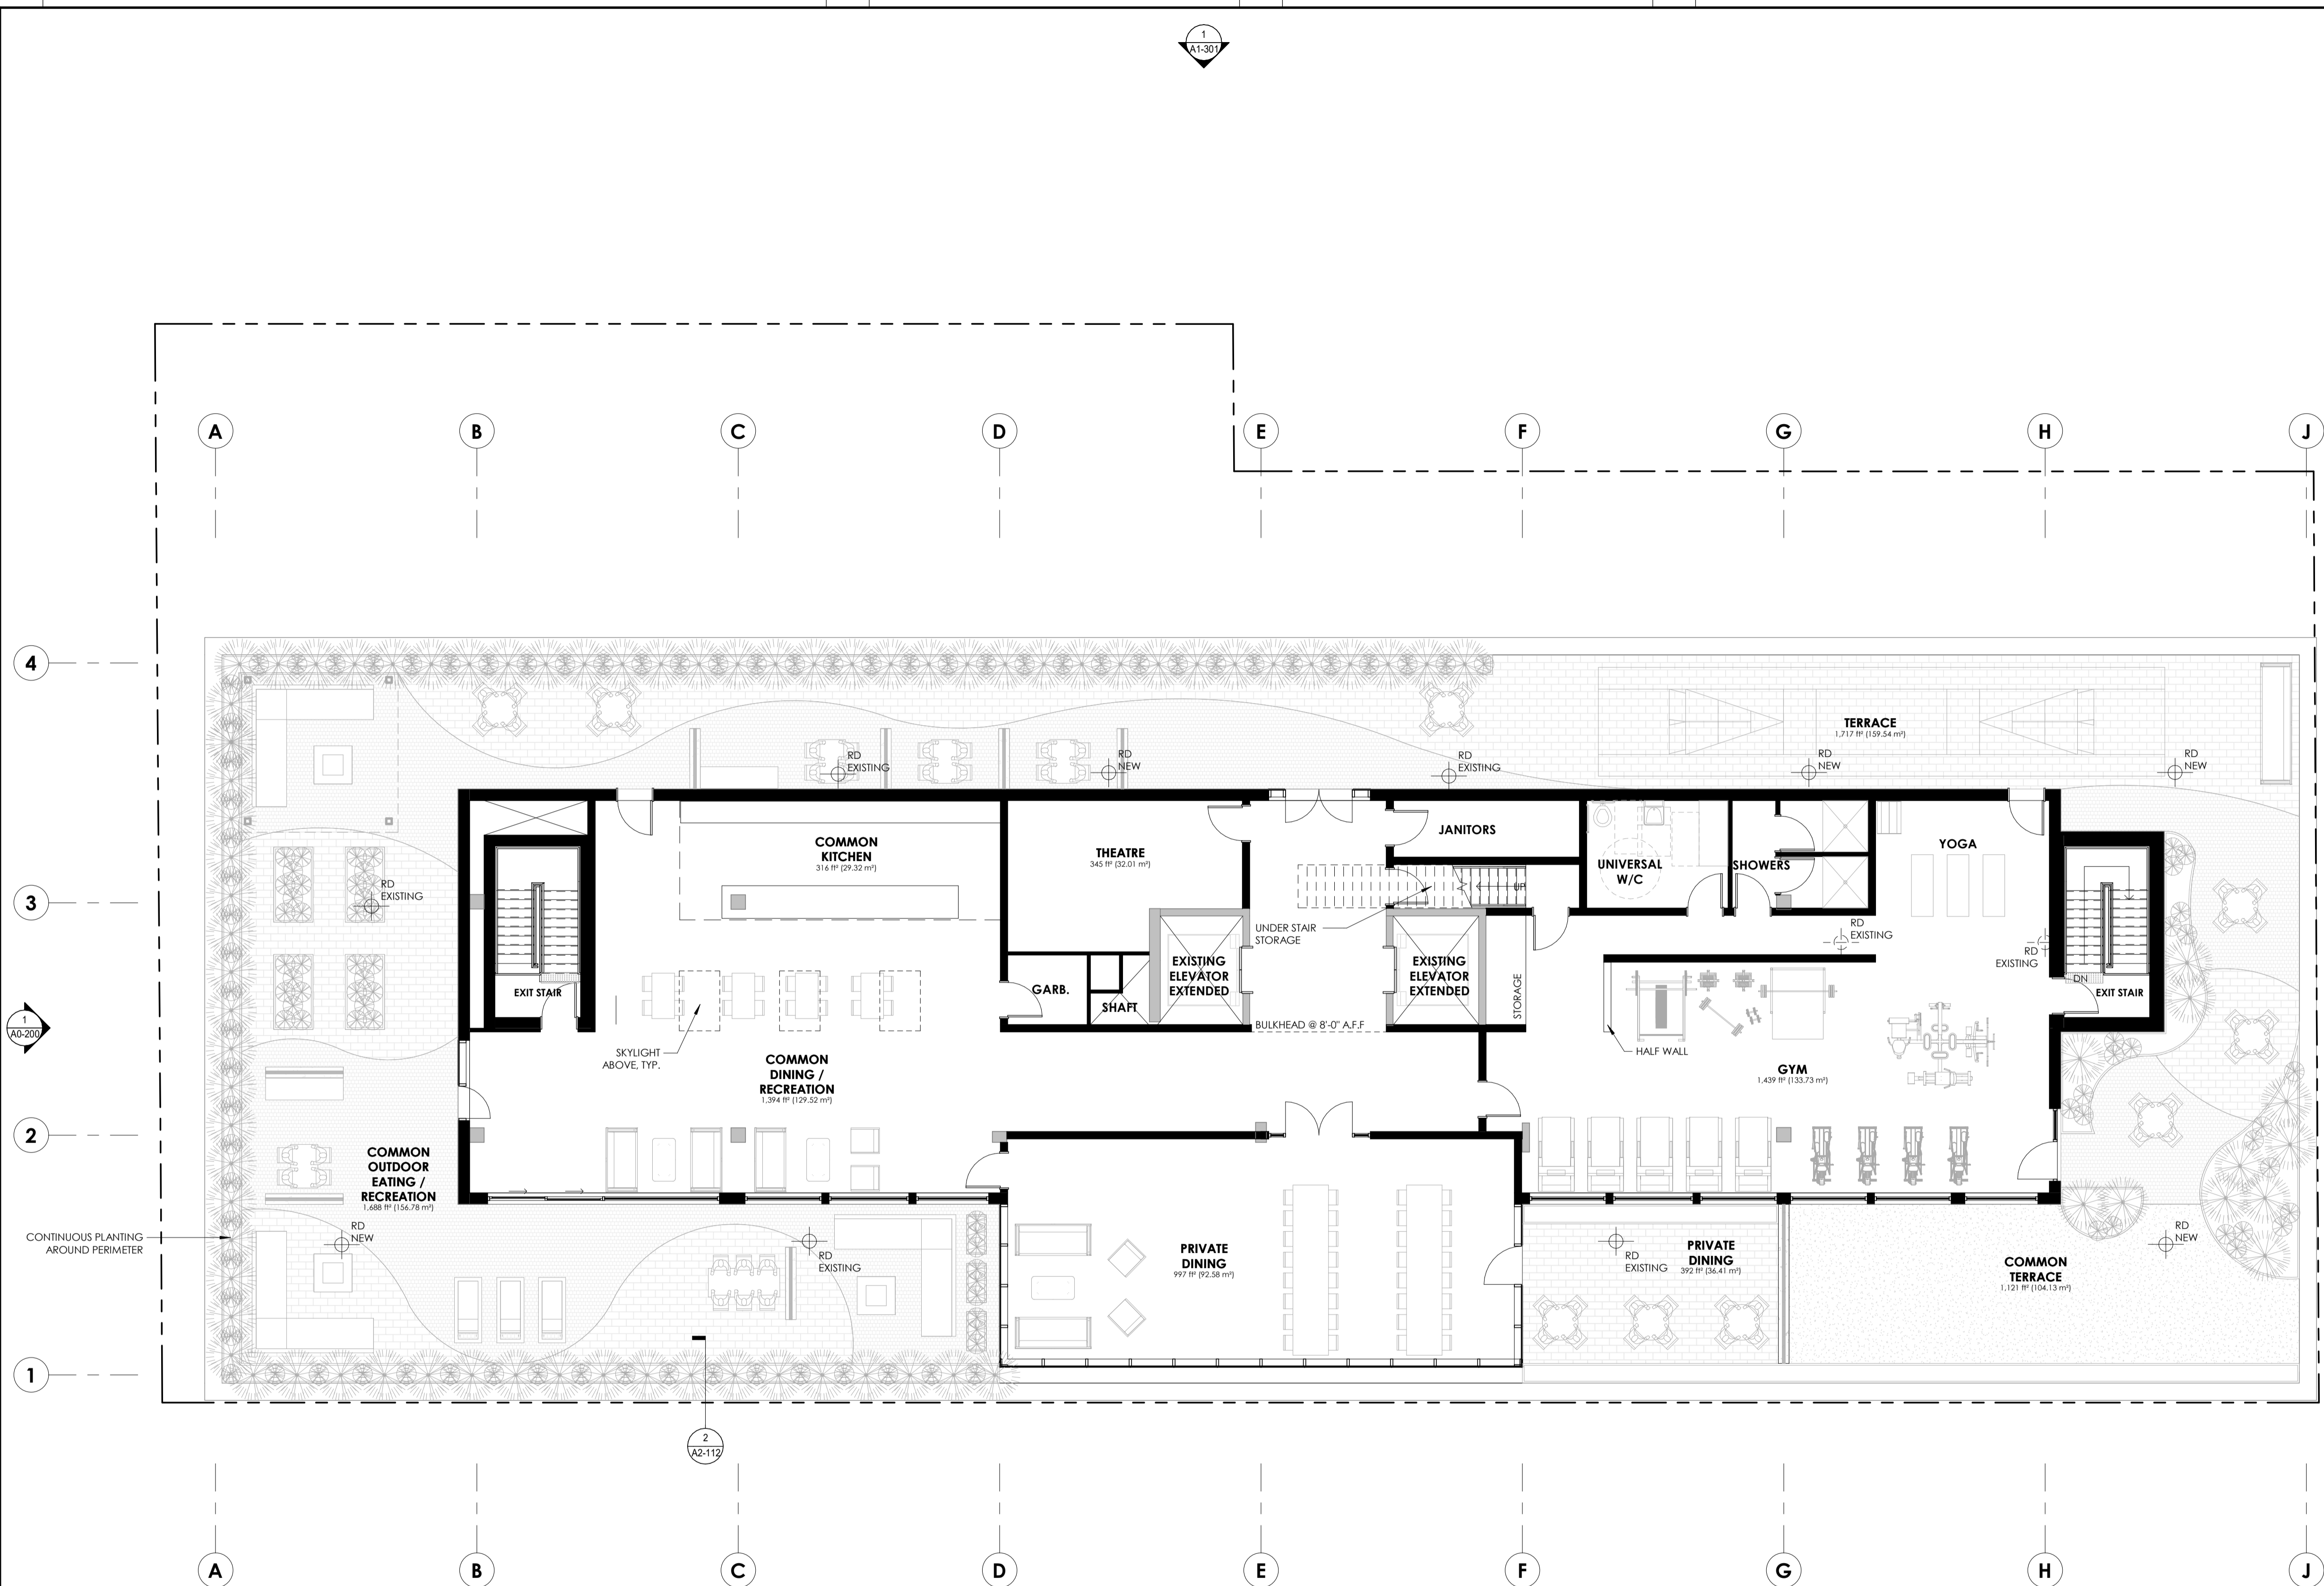 1
A1-301
A
B
C
D
E
F
G
H
J
4
TERRACE
1,717 ft² (159.54 m²)
RD
EXISTING
RD
NEW
RD
EXISTING
RD
NEW
RD
NEW
COMMON
KITCHEN
316 ft² (29.32 m²)
THEATRE
345 ft² (32.01 m²)
JANITORS
UNIVERSAL
W/C
SHOWERS
YOGA
3
RD
EXISTING
UP
UNDER STAIR
STORAGE
RD
EXISTING
RD
EXISTING
EXISTING
ELEVATOR
EXTENDED
EXISTING
ELEVATOR
EXTENDED
EXIT STAIR
GARB.
SHAFT
STORAGE
DN
EXIT STAIR
1
A0-200
BULKHEAD @ 8'-0" A.F.F
SKYLIGHT
ABOVE, TYP.
COMMON
DINING /
RECREATION
1,394 ft² (129.52 m²)
HALF WALL
GYM
1,439 ft² (133.73 m²)
2
COMMON
OUTDOOR
EATING /
RECREATION
1,688 ft² (156.78 m²)
CONTINUOUS PLANTING
AROUND PERIMETER
RD
NEW
RD
EXISTING
PRIVATE
DINING
997 ft² (92.58 m²)
RD
EXISTING
PRIVATE
DINING
392 ft² (36.41 m²)
COMMON
TERRACE
1,121 ft² (104.13 m²)
RD
NEW
1
2
A2-112
A
B
C
D
E
F
G
H
J